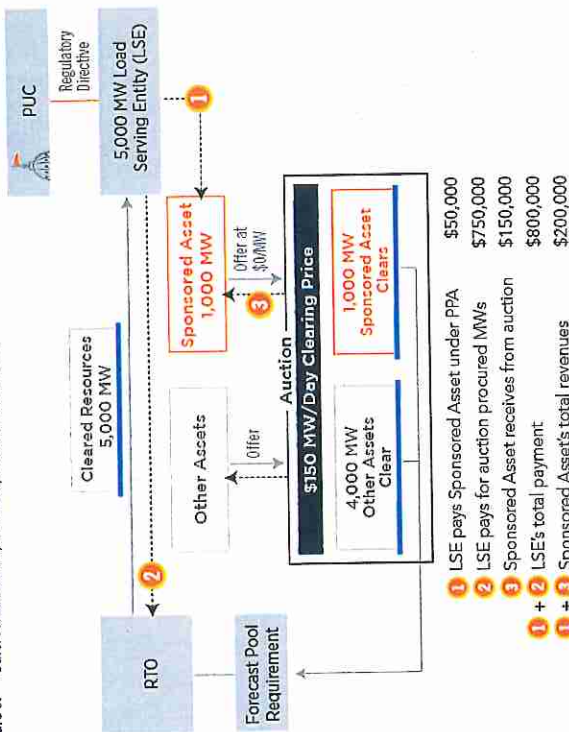 PUC
Regulatory
Directive
5,000 MW Load
Serving Entity (LSE)
1
Cleared Resources
5,000 MW
2
RTO
Sponsored Asset
1,000 MW
Other Assets
Offer at
$0/MW
3
Offer
Auction
$150 MW/Day Clearing Price
4,000 MW
Other Assets
Clear
1,000 MW
Sponsored Asset
Clears
Forecast Pool
Requirement
1 LSE pays Sponsored Asset under PPA $50,000
2 LSE pays for auction procured MWs $750,000
3 Sponsored Asset receives from auction $150,000
1 + 2 LSE's total payment $800,000
1 + 3 Sponsored Asset's total revenues $200,000